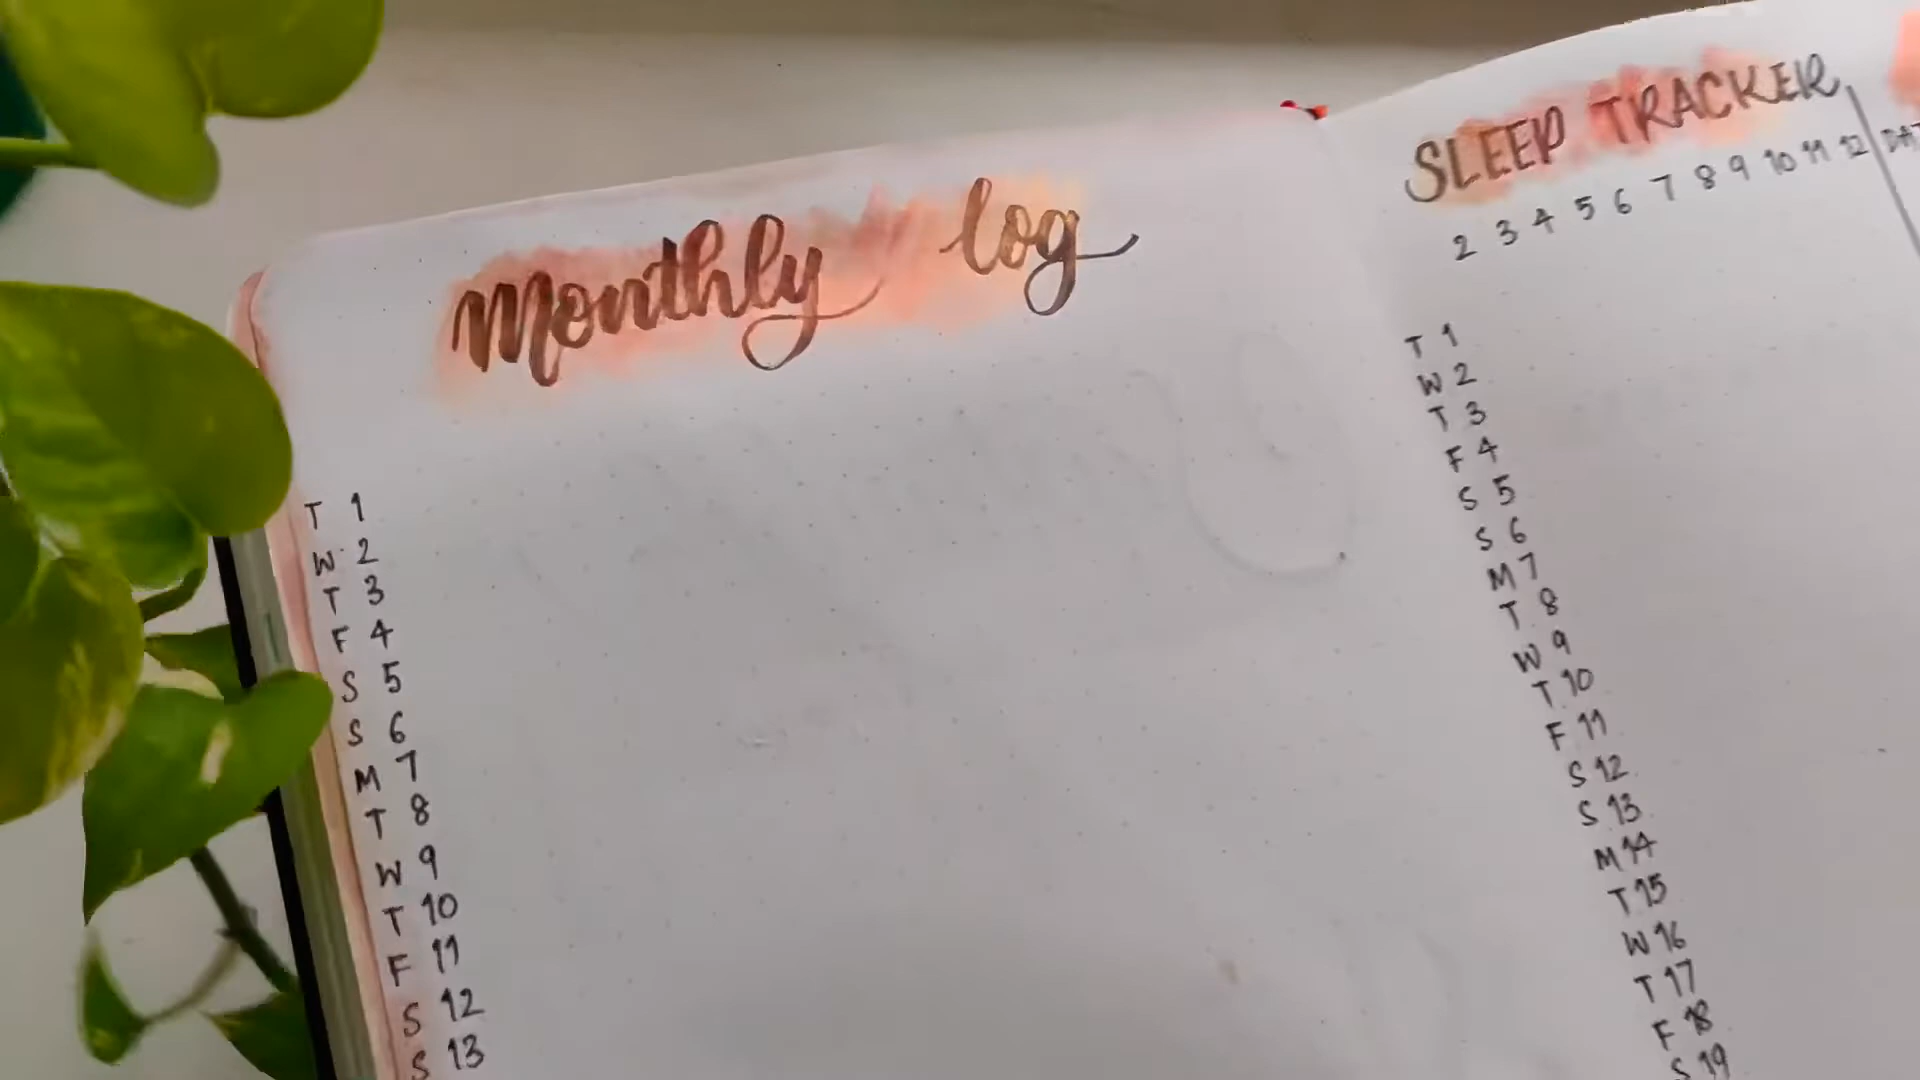 Monthly log
T 1
W 2
T 3
F 4
S 5
S 6
M 7
T 8
W 9
T 10
F 11
S 12
S 13
SLEEP TRACKER
2 3 4 5 6 7 8 9 10 11 12
T 1
W 2
T 3
F 4
S 5
S 6
M 7
T 8
W 9
T 10
F 11
S 12
S 13
M 14
T 15
W 16
T 17
F 18
S 19